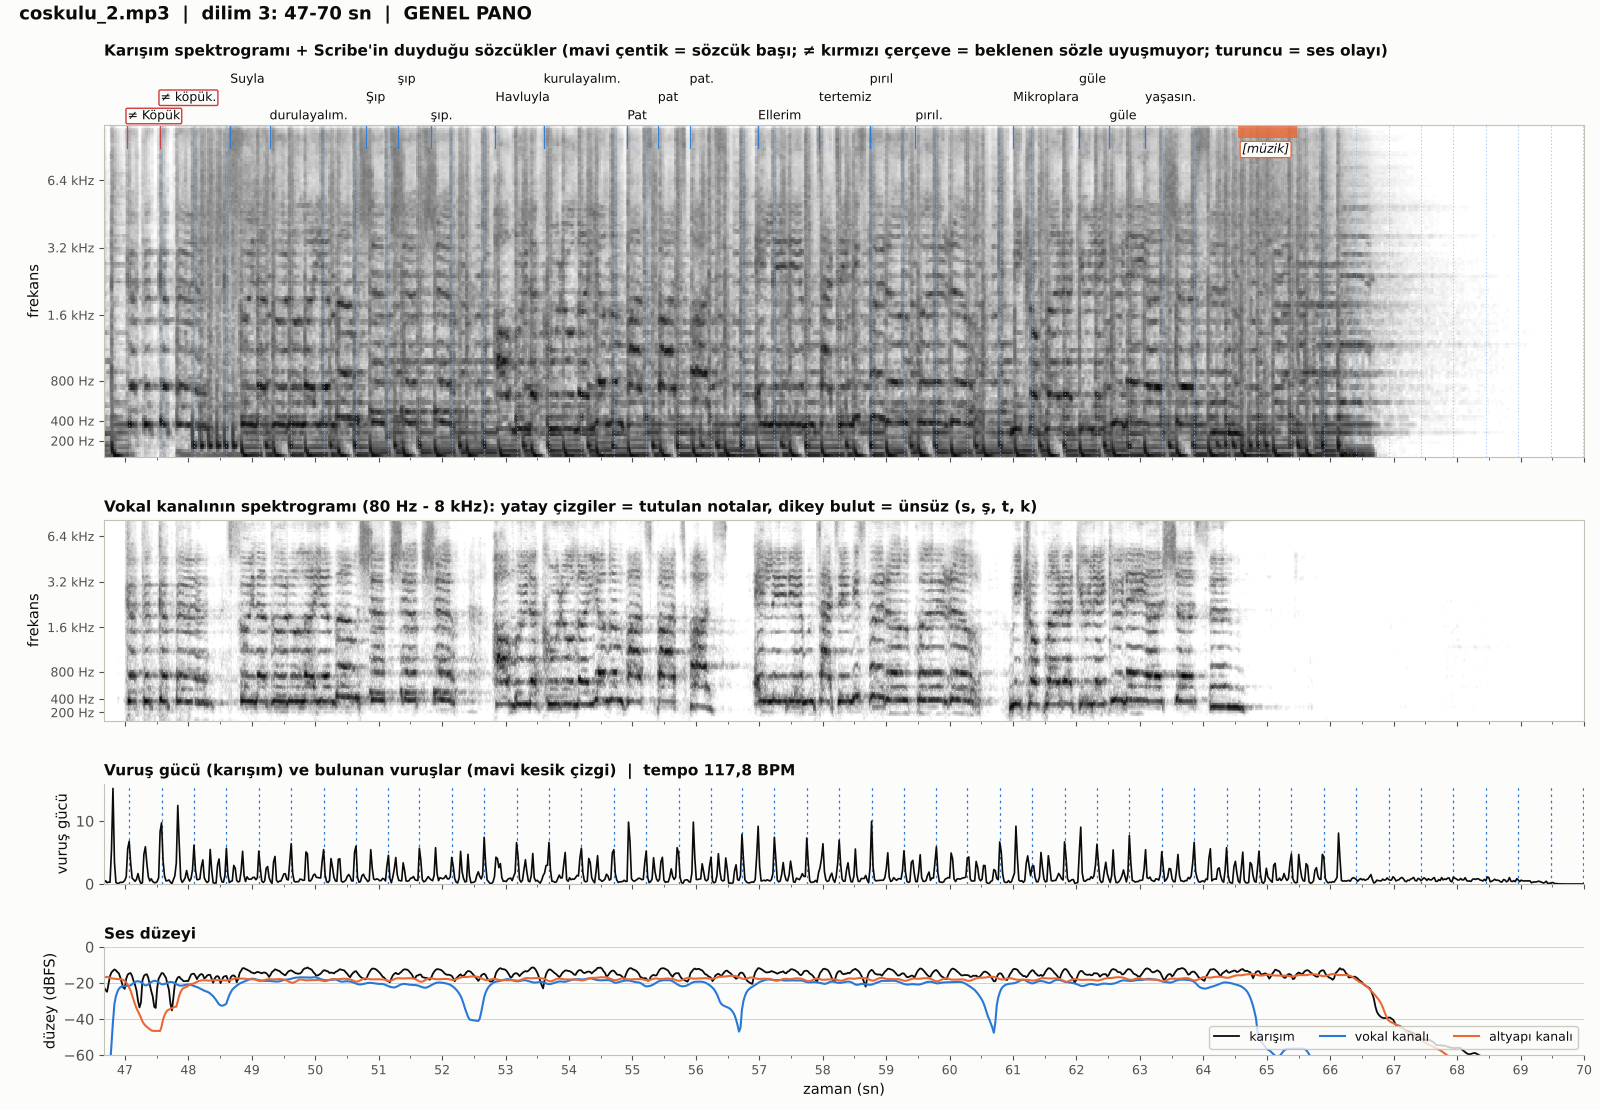 coskulu_2.mp3 | dilim 3: 47-70 sn | GENEL PANO
Karışım spektrogramı + Scribe'in duyduğu sözcükler (mavi çentik = sözcük başı; ≠ kırmızı çerçeve = beklenen sözle uyuşmuyor; turuncu = ses olayı)
Suyla şıp kurulayalım. pat. pırıl güle
≠ köpük. Şıp Havluyla pat tertemiz Mikroplara yaşasın.
≠ Köpük durulayalım. şıp. Pat Ellerim pırıl. güle
[müzik]
frekans
6.4 kHz
3.2 kHz
1.6 kHz
800 Hz
400 Hz
200 Hz
Vokal kanalının spektrogramı (80 Hz - 8 kHz): yatay çizgiler = tutulan notalar, dikey bulut = ünsüz (s, ş, t, k)
frekans
6.4 kHz
3.2 kHz
1.6 kHz
800 Hz
400 Hz
200 Hz
Vuruş gücü (karışım) ve bulunan vuruşlar (mavi kesik çizgi) | tempo 117,8 BPM
vuruş gücü
10
0
Ses düzeyi
düzey (dBFS)
0
−20
−40
−60
karışım vokal kanalı altyapı kanalı
47 48 49 50 51 52 53 54 55 56 57 58 59 60 61 62 63 64 65 66 67 68 69 70
zaman (sn)